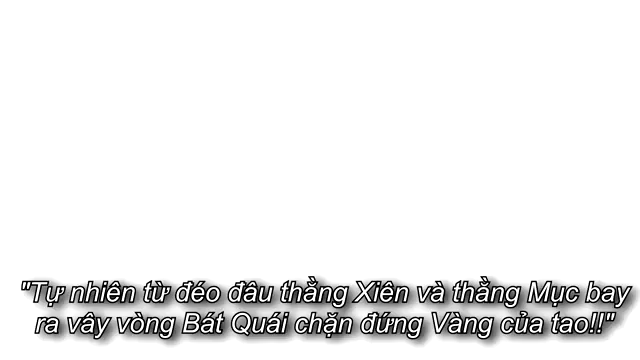 "Tự nhiên từ đéo đâu thằng Xiên và thằng Mục bay
ra vây vòng Bát Quái chặn đứng Vàng của tao!!"